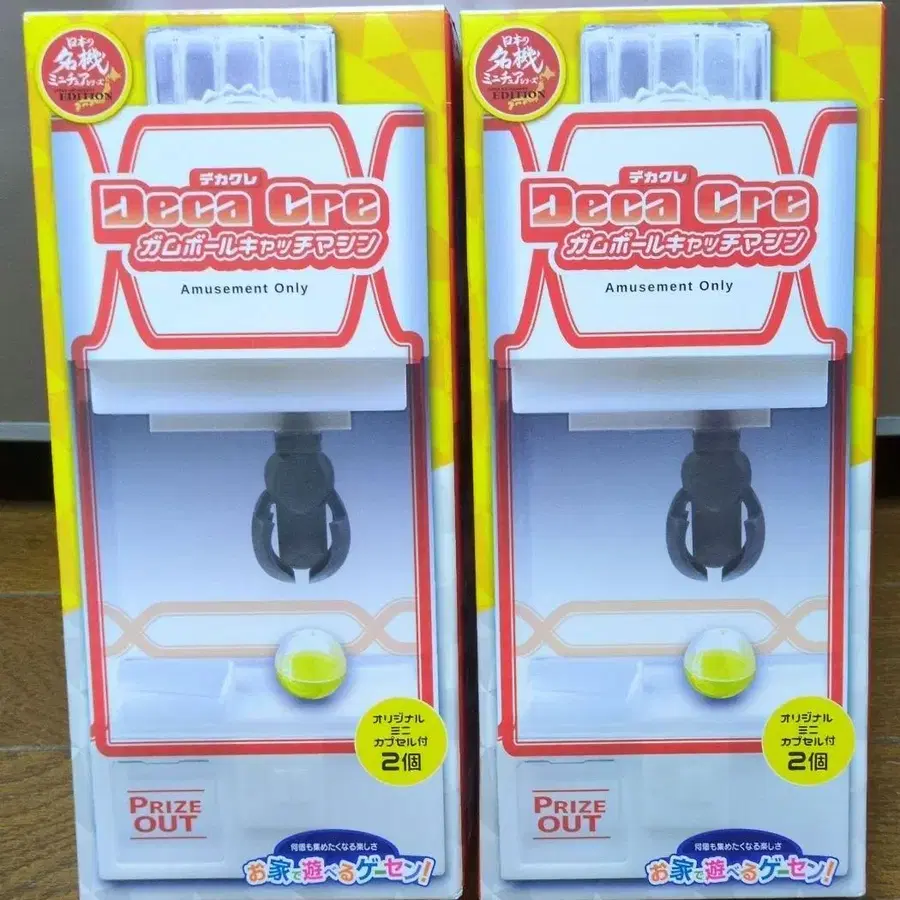 日本の
名機
ミニチュアシリーズ
EDITION
デカクレ
Deca Cre
ガムボールキャッチマシン
Amusement Only
オリジナル
ミニ
カプセル付
2個
PRIZE
OUT
何個も集めたくなる楽しさ
お家で遊べるゲーセン!
日本の
名機
ミニチュアシリーズ
EDITION
デカクレ
Deca Cre
ガムボールキャッチマシン
Amusement Only
オリジナル
ミニ
カプセル付
2個
PRIZE
OUT
何個も集めたくなる楽しさ
お家で遊べるゲーセン!